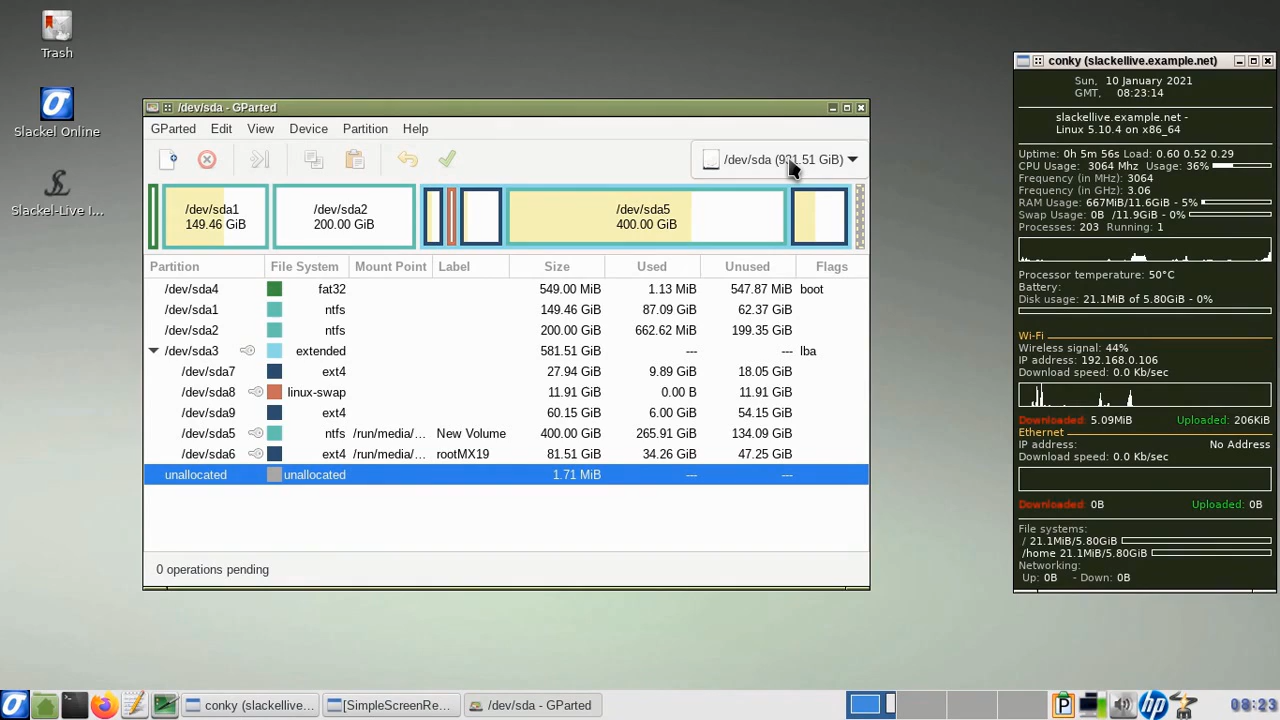 Trash
Slackel Online
Slackel-Live I...
/dev/sda - GParted
GParted Edit View Device Partition Help
/dev/sda (931.51 GiB)
/dev/sda1
149.46 GiB
/dev/sda2
200.00 GiB
/dev/sda5
400.00 GiB
Partition File System Mount Point Label Size Used Unused Flags
/dev/sda4 fat32 549.00 MiB 1.13 MiB 547.87 MiB boot
/dev/sda1 ntfs 149.46 GiB 87.09 GiB 62.37 GiB
/dev/sda2 ntfs 200.00 GiB 662.62 MiB 199.35 GiB
/dev/sda3 extended 581.51 GiB --- --- lba
/dev/sda7 ext4 27.94 GiB 9.89 GiB 18.05 GiB
/dev/sda8 linux-swap 11.91 GiB 0.00 B 11.91 GiB
/dev/sda9 ext4 60.15 GiB 6.00 GiB 54.15 GiB
/dev/sda5 ntfs /run/media/... New Volume 400.00 GiB 265.91 GiB 134.09 GiB
/dev/sda6 ext4 /run/media/... rootMX19 81.51 GiB 34.26 GiB 47.25 GiB
unallocated unallocated 1.71 MiB --- ---
0 operations pending
conky (slackellive.example.net)
Sun, 10 January 2021
GMT, 08:23:14
slackellive.example.net -
Linux 5.10.4 on x86_64
Uptime: 0h 5m 56s Load: 0.60 0.52 0.29
CPU Usage: 3064 Mhz Usage: 36%
Frequency (in MHz): 3064
Frequency (in GHz): 3.06
RAM Usage: 667MiB/11.6GiB - 5%
Swap Usage: 0B /11.9GiB - 0%
Processes: 203 Running: 1
Processor temperature: 50°C
Battery:
Disk usage: 21.1MiB of 5.80GiB - 0%
Wi-Fi
Wireless signal: 44%
IP address: 192.168.0.106
Download speed: 0.0 Kb/sec
Downloaded: 5.09MiB Uploaded: 206KiB
Ethernet
IP address: No Address
Download speed: 0.0 Kb/sec
Downloaded: 0B Uploaded: 0B
File systems:
/ 21.1MiB/5.80GiB
/home 21.1MiB/5.80GiB
Networking:
Up: 0B - Down: 0B
conky (slackellive.... [SimpleScreenRe... /dev/sda - GParted P hp 08:23